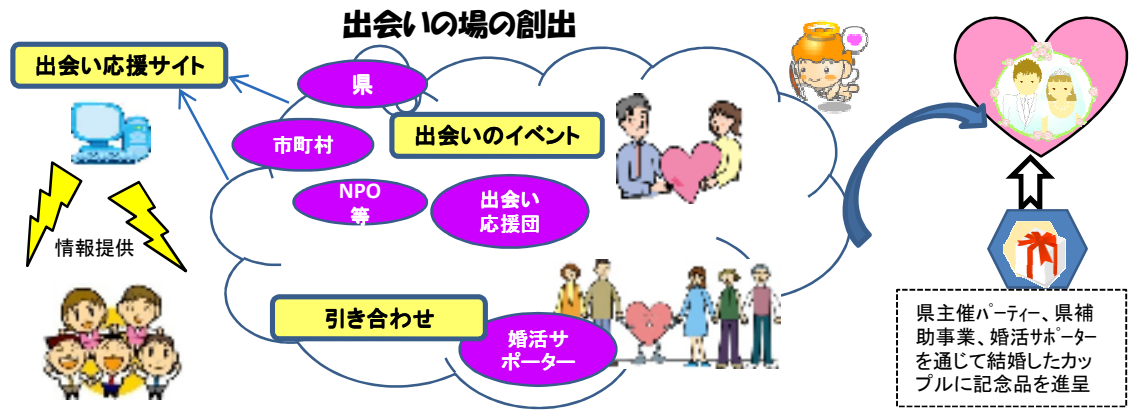 出会いの場の創出
出会い応援サイト
県
市町村
出会いのイベント
NPO
等
出会い
応援団
情報提供
引き合わせ
婚活サ
ポーター
県主催パーティー、県補
助事業、婚活サポーター
を通じて結婚したカッ
プルに記念品を進呈